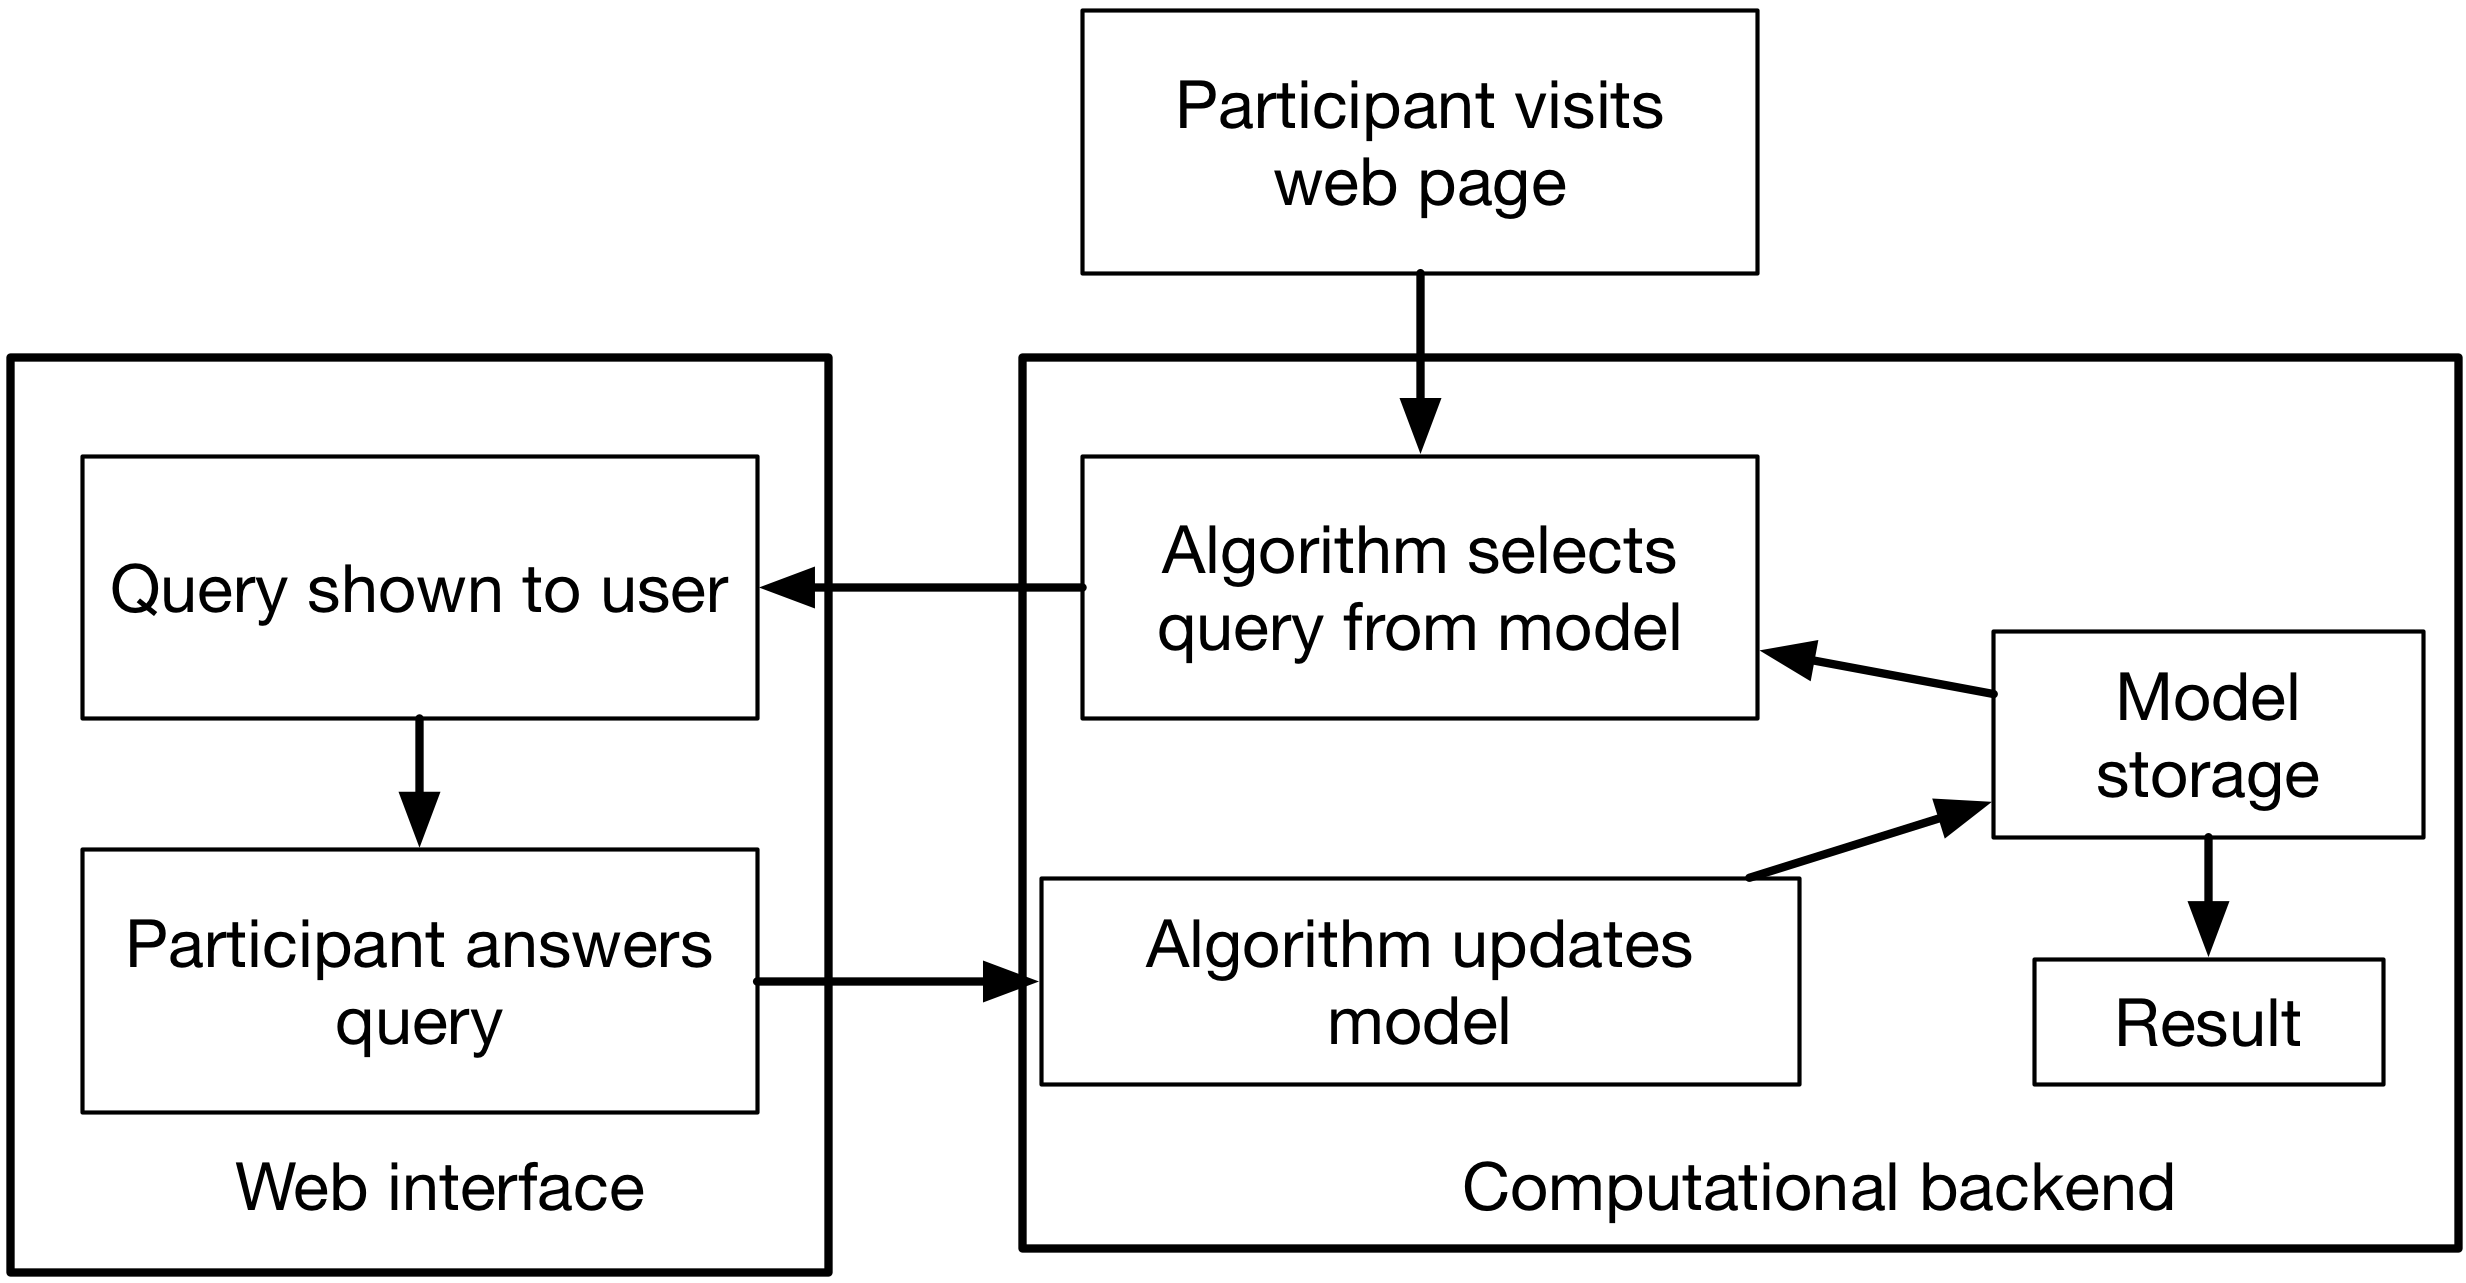 Participant visits
web page
Query shown to user
Algorithm selects
query from model
Model
storage
Participant answers
query
Algorithm updates
model
Result
Web interface
Computational backend